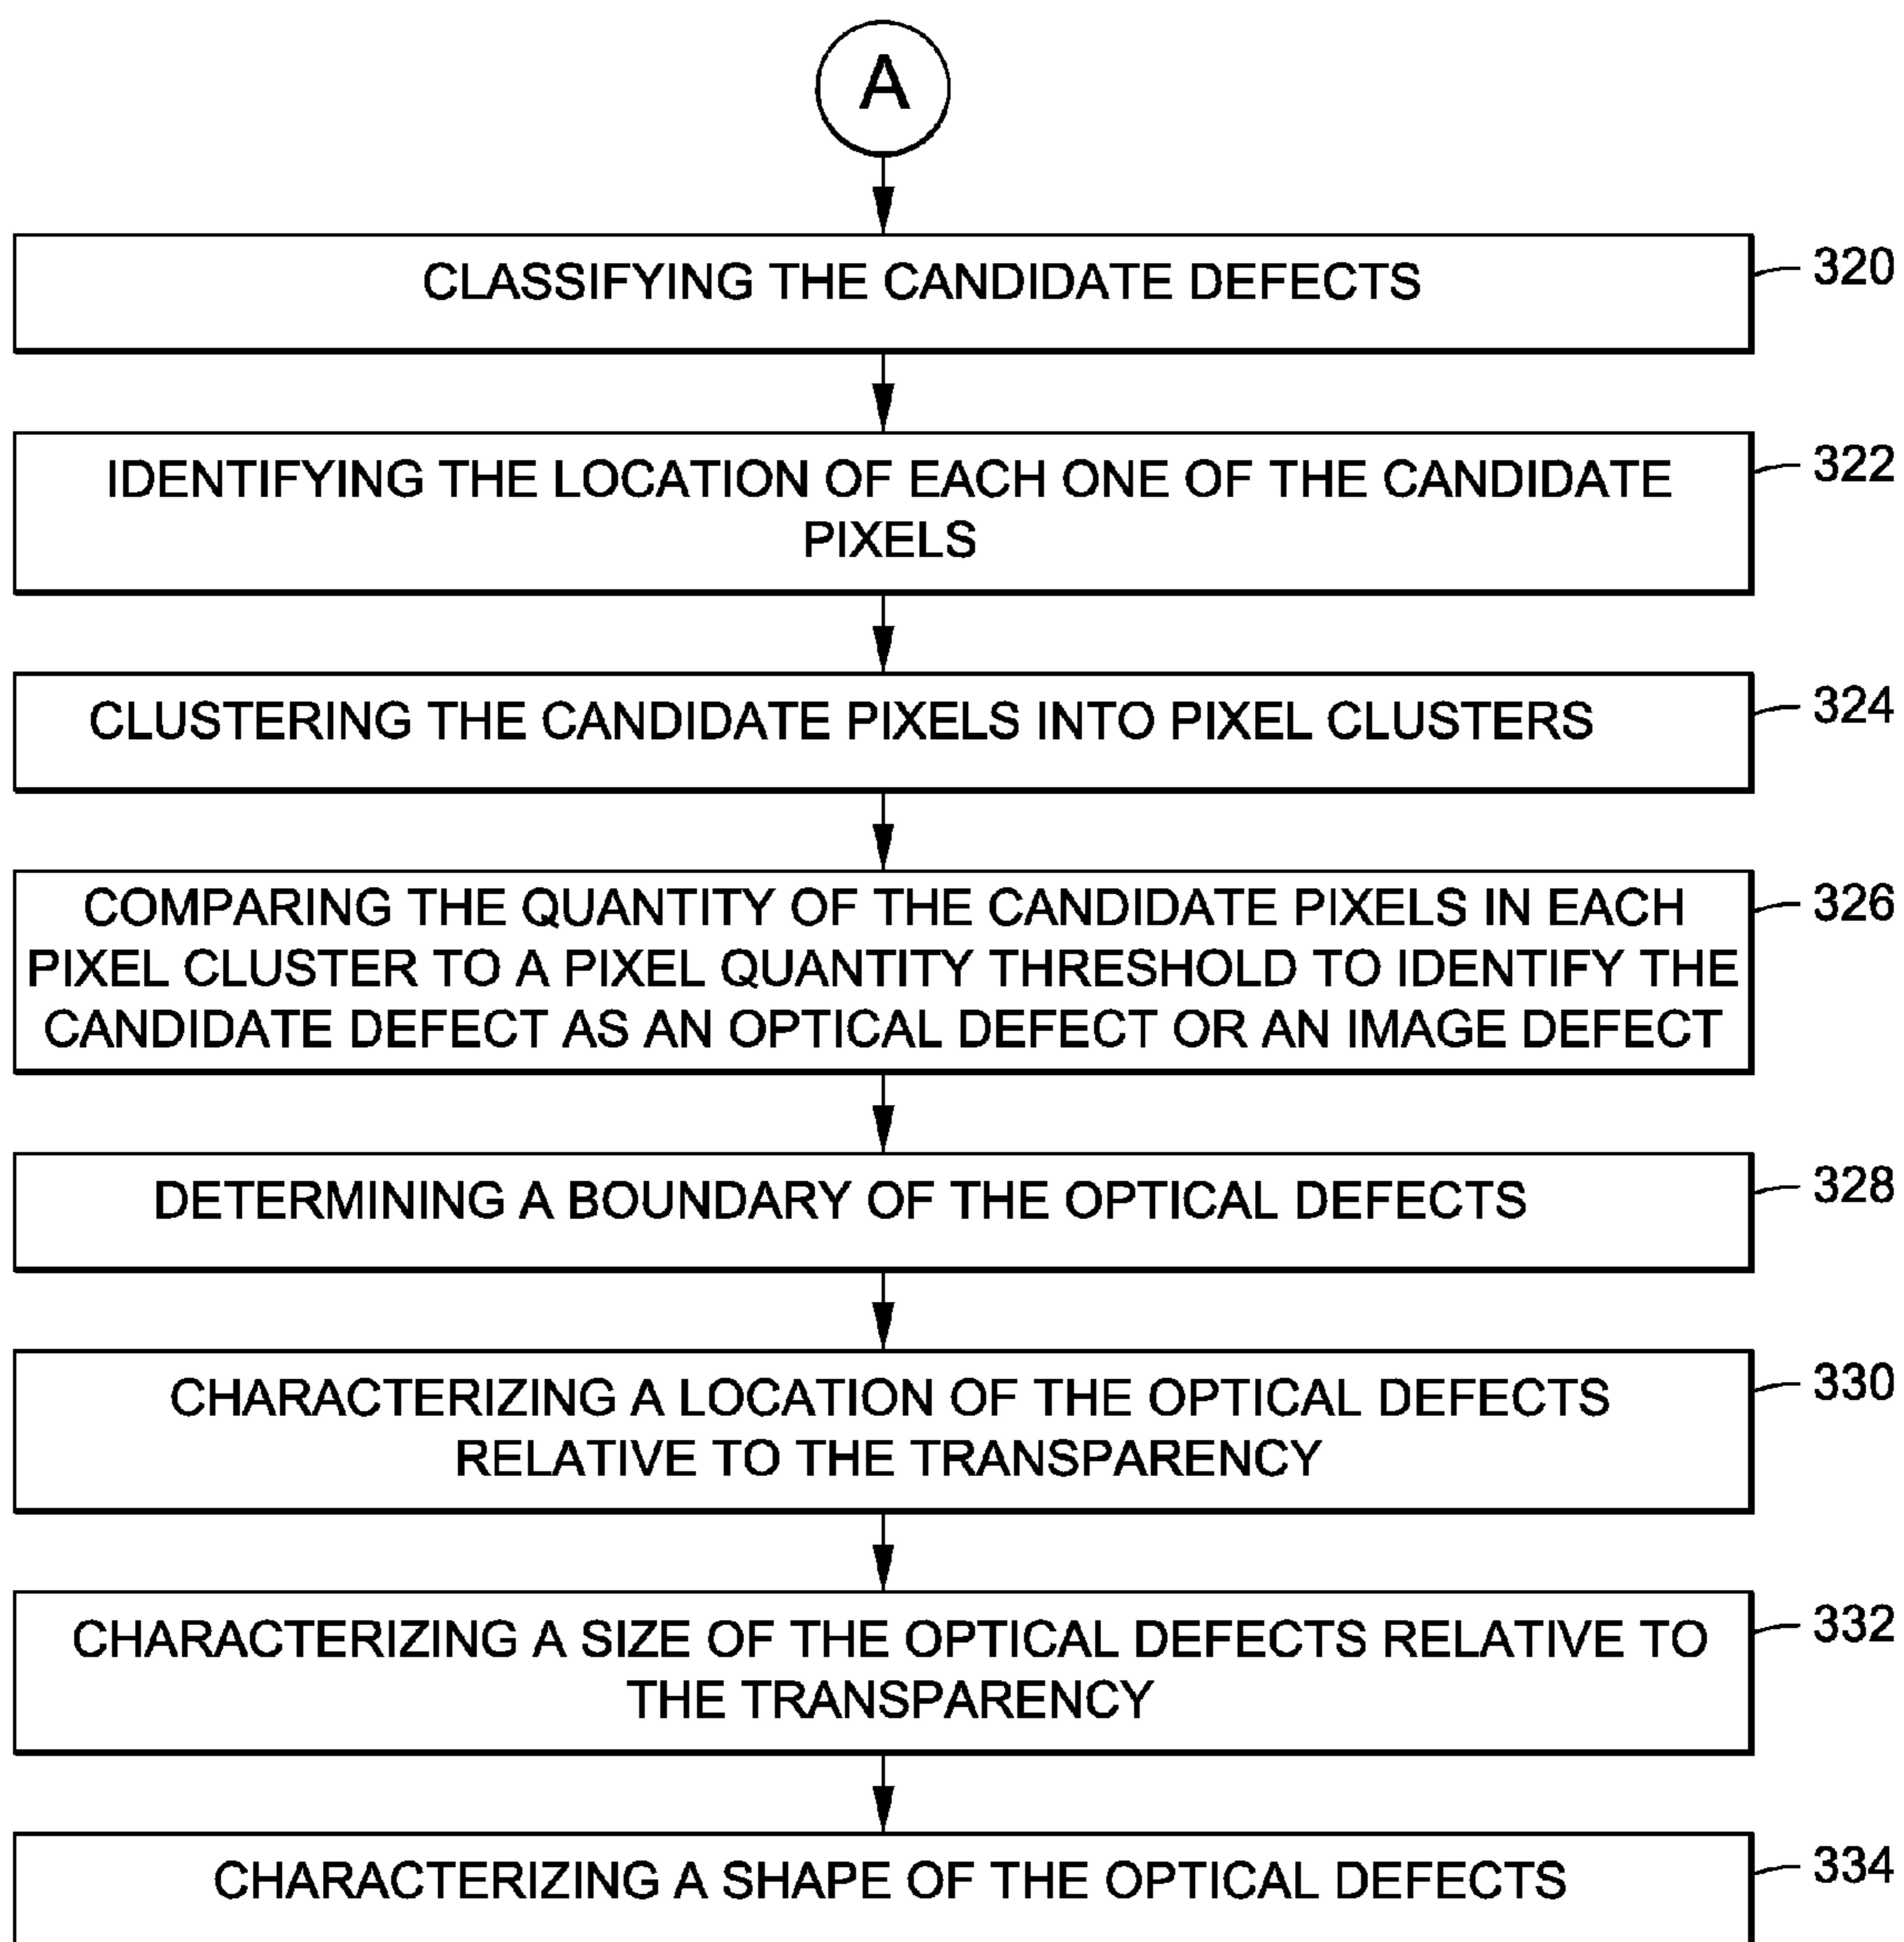 A
CLASSIFYING THE CANDIDATE DEFECTS
320
IDENTIFYING THE LOCATION OF EACH ONE OF THE CANDIDATE
PIXELS
322
CLUSTERING THE CANDIDATE PIXELS INTO PIXEL CLUSTERS
324
COMPARING THE QUANTITY OF THE CANDIDATE PIXELS IN EACH
PIXEL CLUSTER TO A PIXEL QUANTITY THRESHOLD TO IDENTIFY THE
CANDIDATE DEFECT AS AN OPTICAL DEFECT OR AN IMAGE DEFECT
326
DETERMINING A BOUNDARY OF THE OPTICAL DEFECTS
328
CHARACTERIZING A LOCATION OF THE OPTICAL DEFECTS
RELATIVE TO THE TRANSPARENCY
330
CHARACTERIZING A SIZE OF THE OPTICAL DEFECTS RELATIVE TO
THE TRANSPARENCY
332
CHARACTERIZING A SHAPE OF THE OPTICAL DEFECTS
334